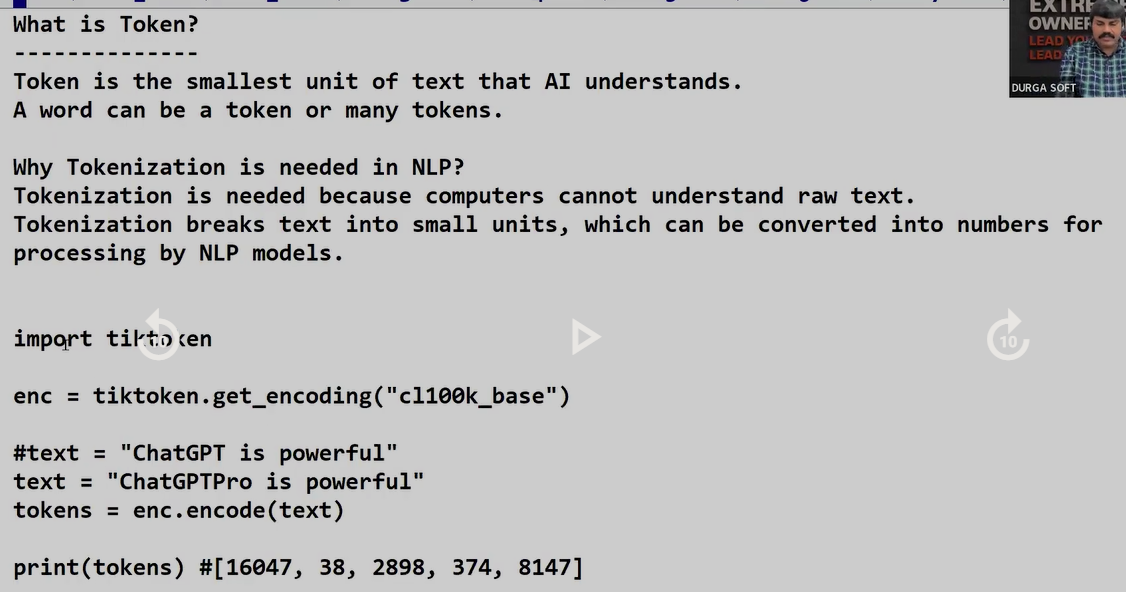 What is Token?
--------------
Token is the smallest unit of text that AI understands.
A word can be a token or many tokens.
Why Tokenization is needed in NLP?
Tokenization is needed because computers cannot understand raw text.
Tokenization breaks text into small units, which can be converted into numbers for
processing by NLP models.
import tiktoken
enc = tiktoken.get_encoding("cl100k_base")
#text = "ChatGPT is powerful"
text = "ChatGPTPro is powerful"
tokens = enc.encode(text)
print(tokens) #[16047, 38, 2898, 374, 8147]
LEAD
DURGA SOFT
10
10